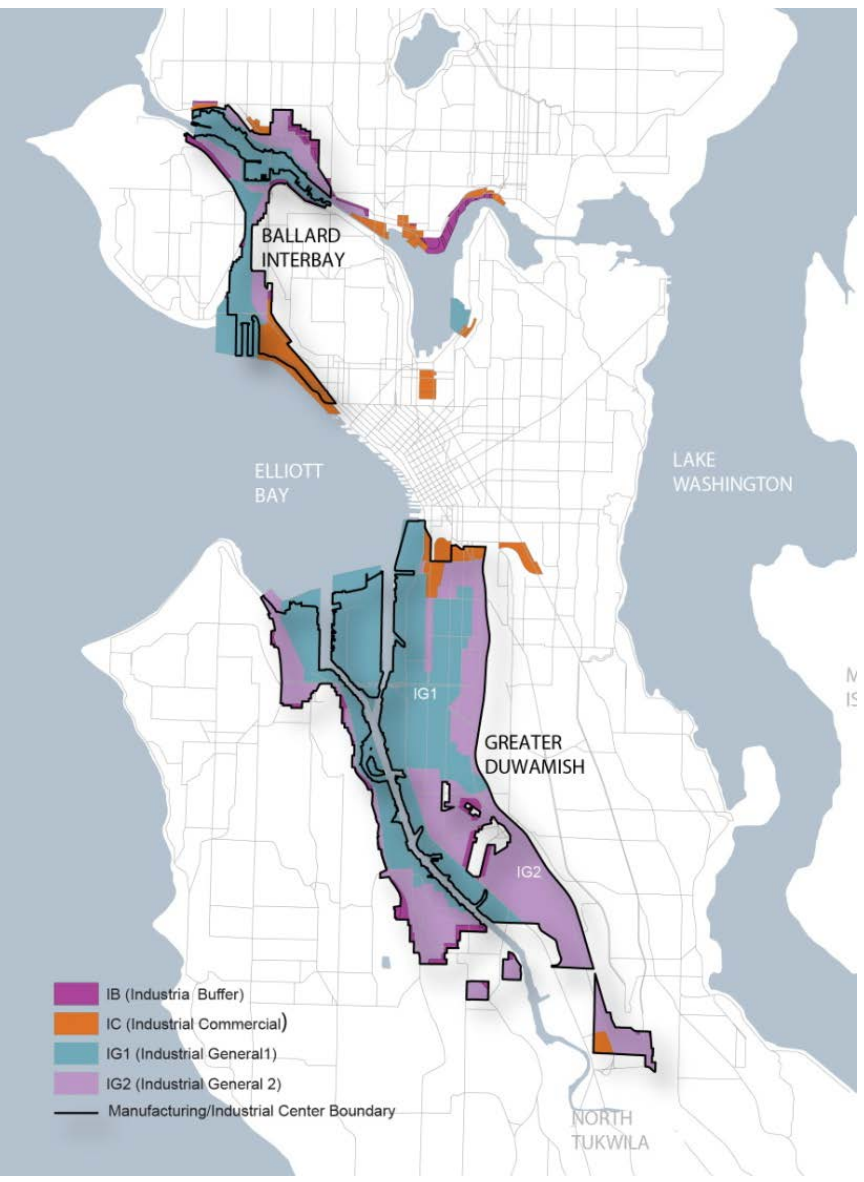 BALLARD
INTERBAY
ELLIOTT
BAY
LAKE
WASHINGTON
IG1
GREATER
DUWAMISH
IG2
IB (Industria Buffer)
IC (Industrial Commercial)
IG1 (Industrial General1)
IG2 (Industrial General 2)
Manufacturing/Industrial Center Boundary
NORTH
TUKWILA